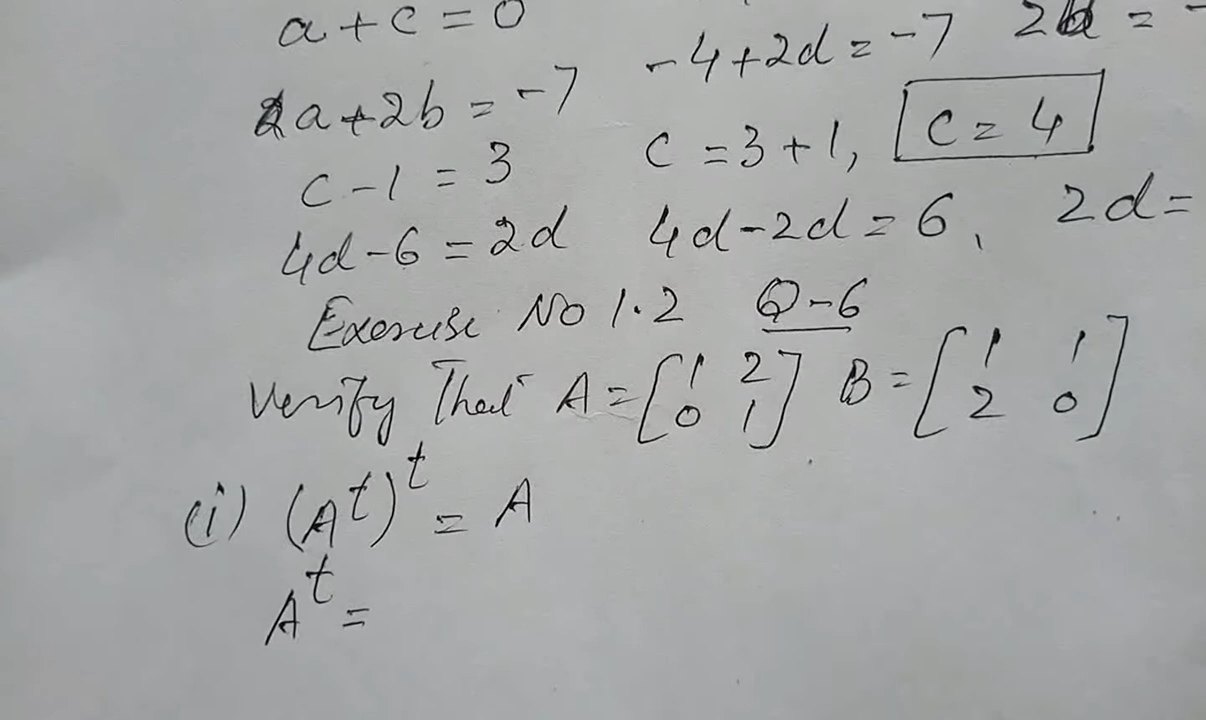 a + c = 0
-4 + 2d = -7 2b = -
2a + 2b = -7
c = 3 + 1, c = 4
c - 1 = 3
4d - 6 = 2d 4d - 2d = 6, 2d =
Exercise No 1.2 Q-6
Verify That A = [1 2 B = [1 1
0 1] 2 0]
(i) (A^t)^t = A
A^t =